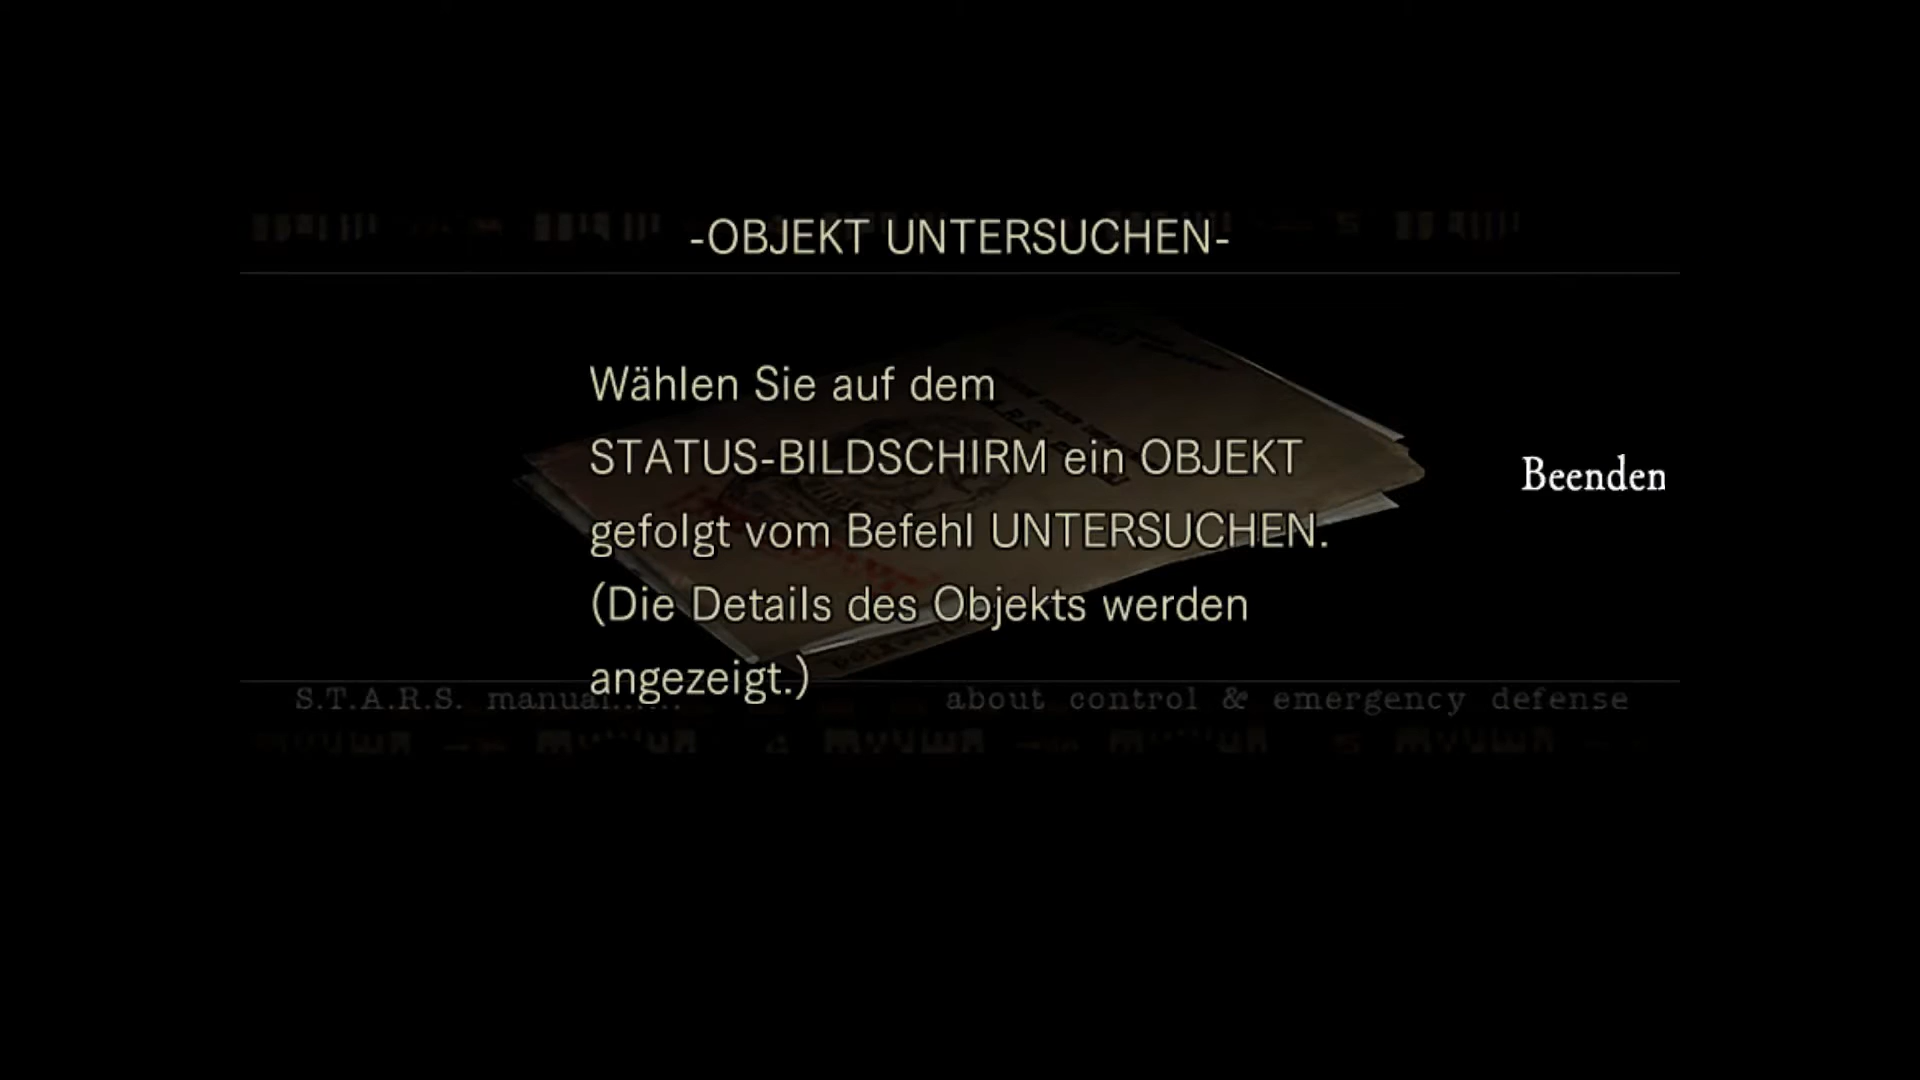 -OBJEKT UNTERSUCHEN-
Wählen Sie auf dem
STATUS-BILDSCHIRM ein OBJEKT
gefolgt vom Befehl UNTERSUCHEN.
(Die Details des Objekts werden
angezeigt.)
Beenden
S.T.A.R.S. manual...... about control & emergency defense